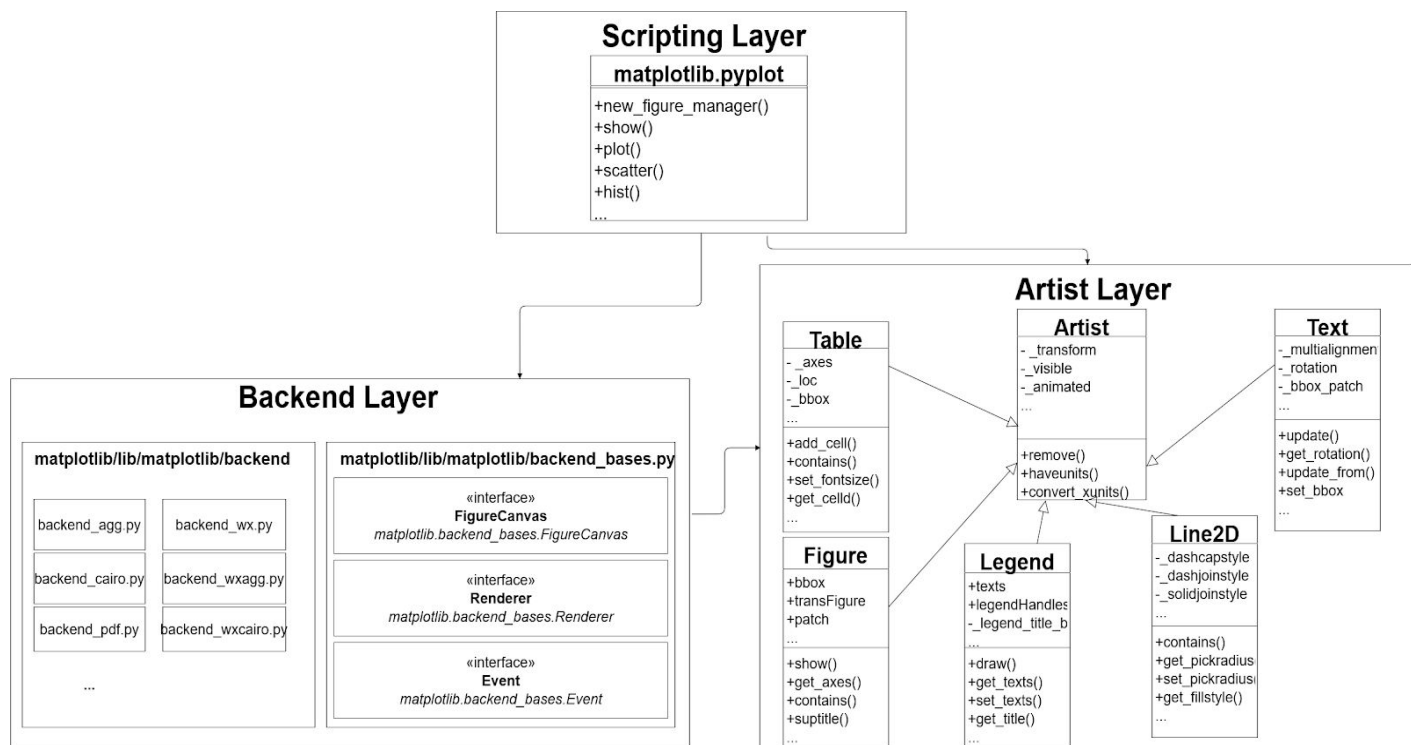 Scripting Layer
matplotlib.pyplot
+new_figure_manager()
+show()
+plot()
+scatter()
+hist()
...
Backend Layer
matplotlib/lib/matplotlib/backend
backend_agg.py
backend_wx.py
backend_cairo.py
backend_wxagg.py
backend_pdf.py
backend_wxcairo.py
...
matplotlib/lib/matplotlib/backend_bases.py
«interface»
FigureCanvas
matplotlib.backend_bases.FigureCanvas
«interface»
Renderer
matplotlib.backend_bases.Renderer
«interface»
Event
matplotlib.backend_bases.Event
Artist Layer
Table
- _axes
-_loc
-_bbox
...
+add_cell()
+contains()
+set_fontsize()
+get_celld()
...
Artist
- _transform
-_visible
-_animated
...
+remove()
+haveunits()
+convert_xunits()
Text
-_multialignmen
-_rotation
-_bbox_patch
...
+update()
+get_rotation()
+update_from()
+set_bbox
...
Figure
+bbox
+transFigure
+patch
...
+show()
+get_axes()
+contains()
+suptitle()
...
Legend
+texts
+legendHandles
-_legend_title_b
...
+draw()
+get_texts()
+set_texts()
+get_title()
...
Line2D
-_dashcapstyle
-_dashjoinstyle
-_solidjoinstyle
...
+contains()
+get_pickradius(
+set_pickradius(
+get_fillstyle()
...